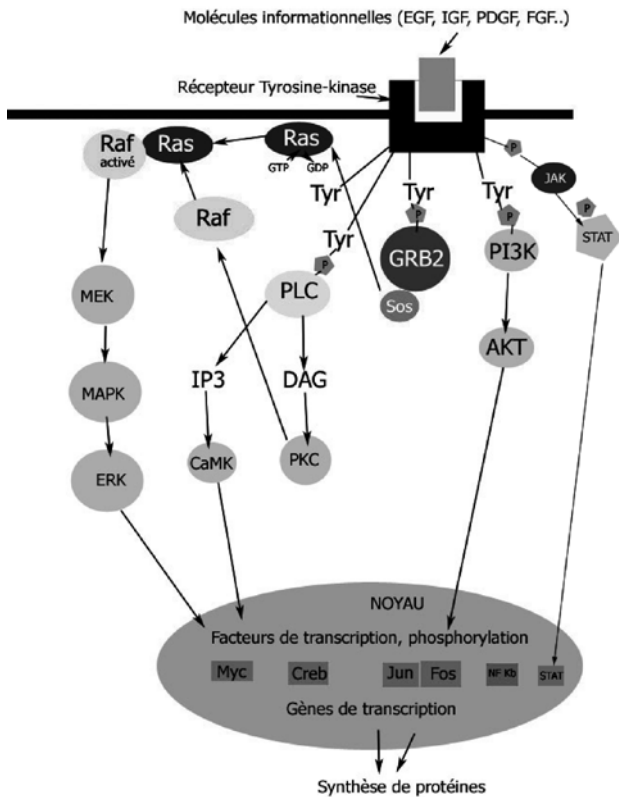 Molécules informationnelles (EGF, IGF, PDGF, FGF..)
Récepteur Tyrosine-kinase
Raf
activé
Ras
Ras
GTP
GDP
P
JAK
P
STAT
Tyr
Tyr
Tyr
Tyr
P
P
P
Raf
GRB2
PI3K
Sos
PLC
MEK
AKT
IP3
DAG
MAPK
CaMK
PKC
ERK
NOYAU
Facteurs de transcription, phosphorylation
Myc
Creb
Jun
Fos
NF Kb
STAT
Gènes de transcription
Synthèse de protéines